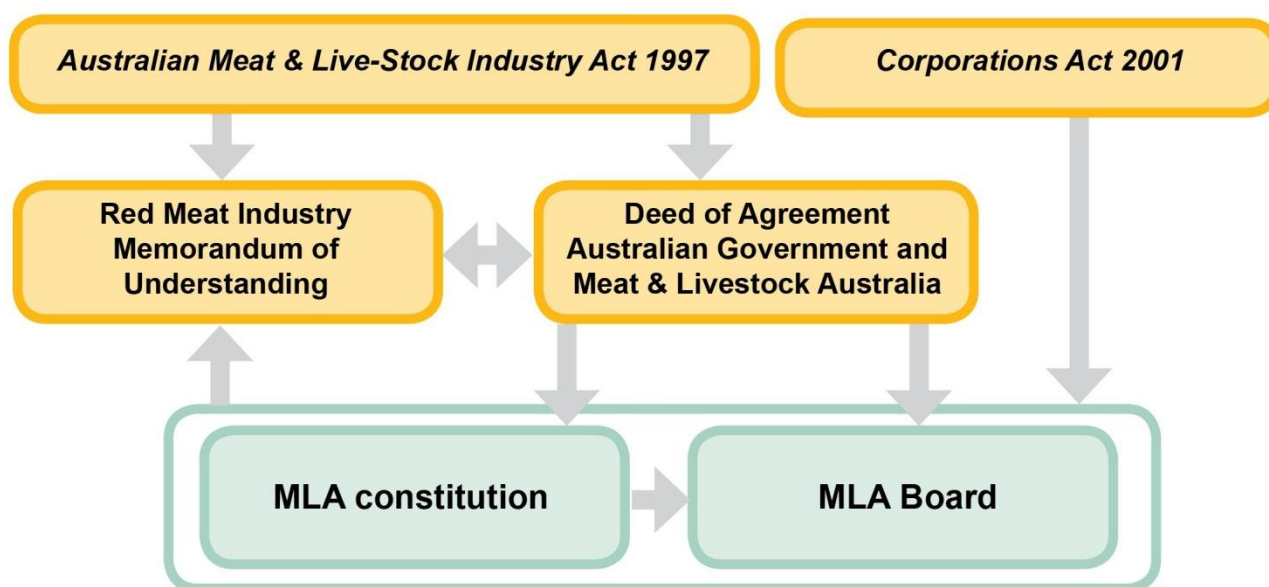 Australian Meat & Live-Stock Industry Act 1997
Corporations Act 2001
Red Meat Industry
Memorandum of
Understanding
Deed of Agreement
Australian Government and
Meat & Livestock Australia
MLA constitution
MLA Board